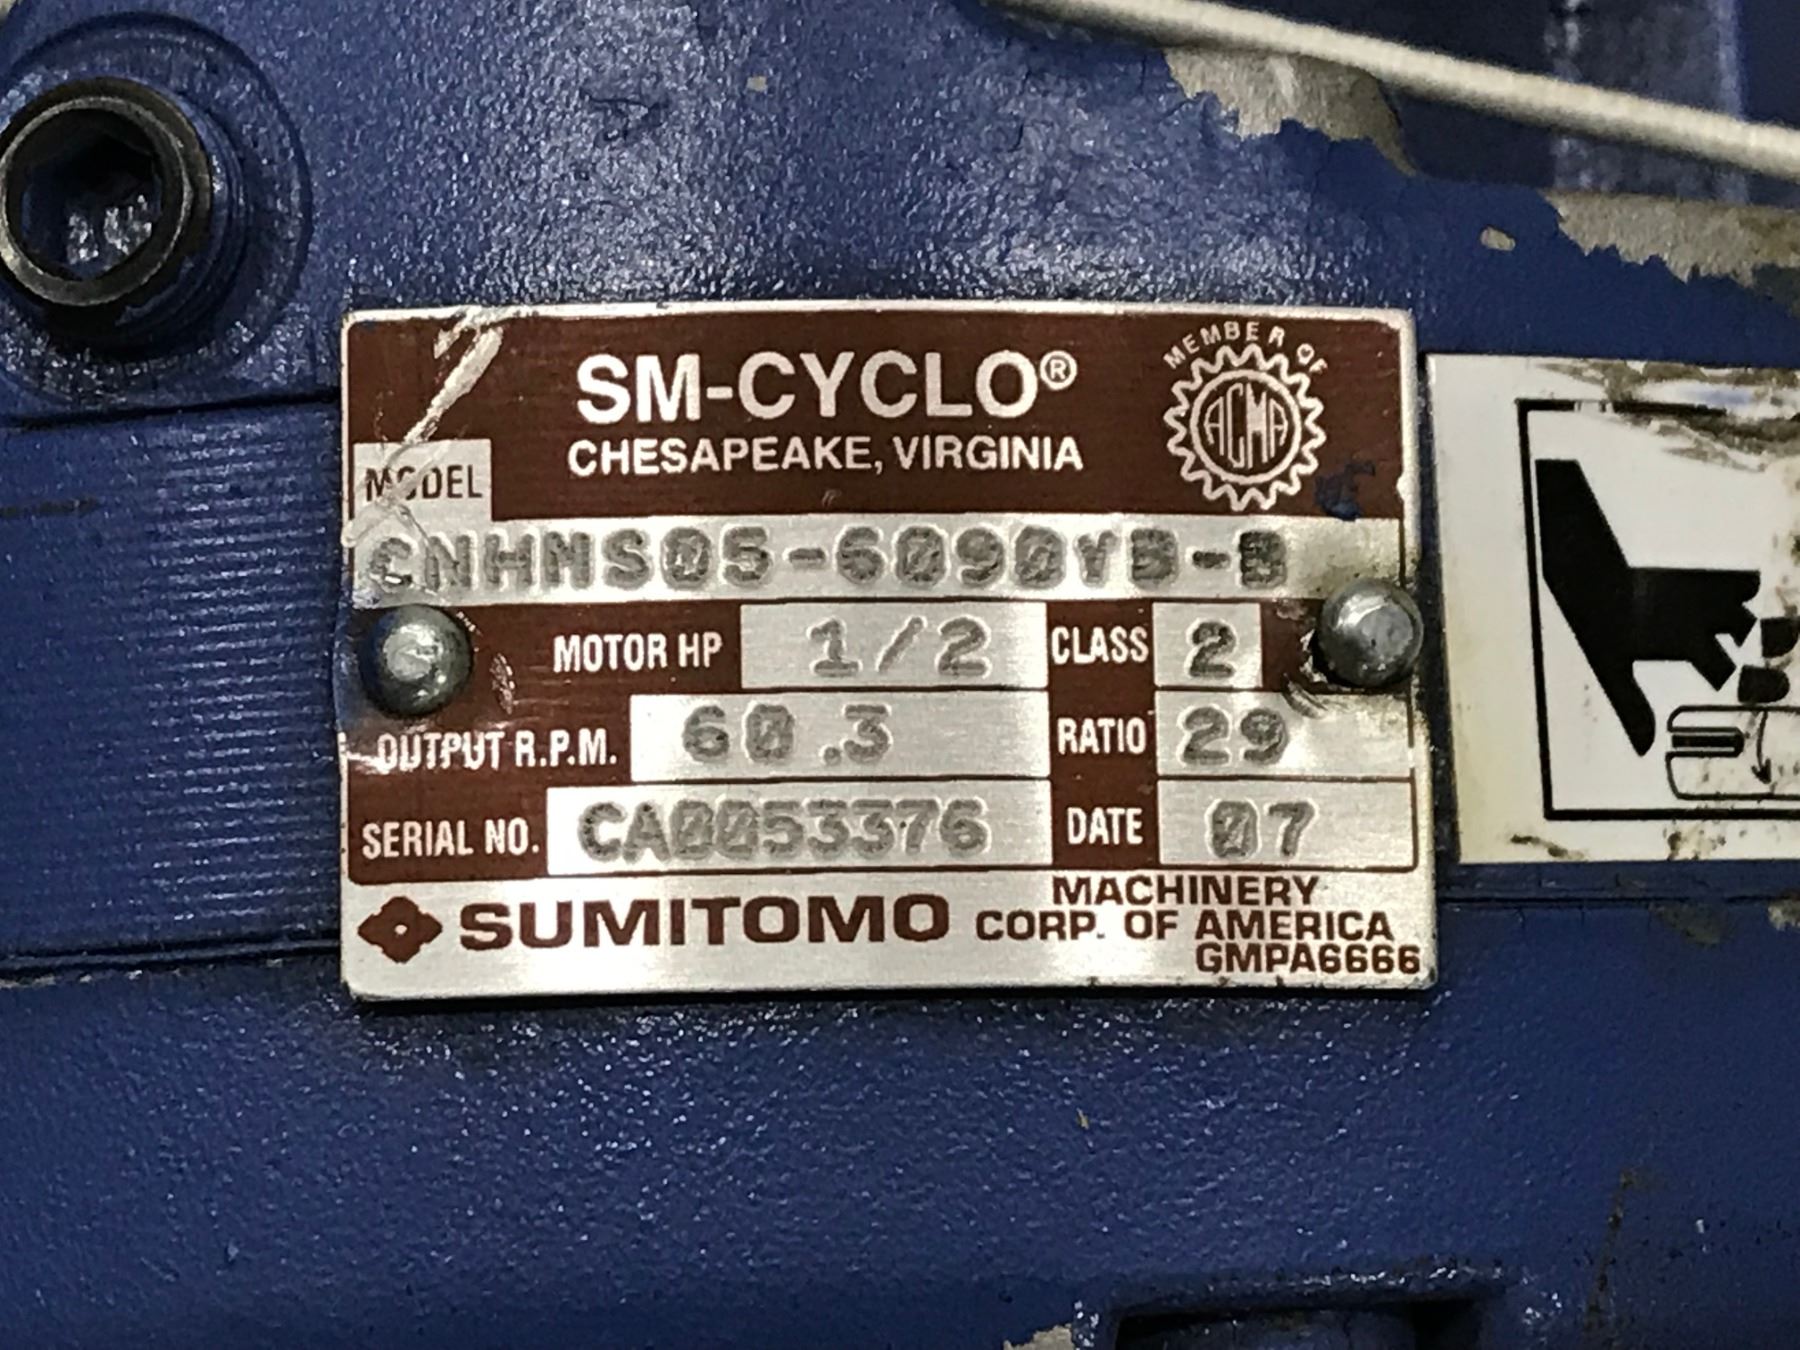 SM-CYCLO®
CHESAPEAKE, VIRGINIA
MEMBER OF
AGMA
MODEL
CNHMS05-6090YB-B
MOTOR HP 1/2 CLASS 2
OUTPUT R.P.M. 60.3 RATIO 29
SERIAL NO. CA0053376 DATE 07
SUMITOMO MACHINERY
CORP. OF AMERICA
GMPA6666